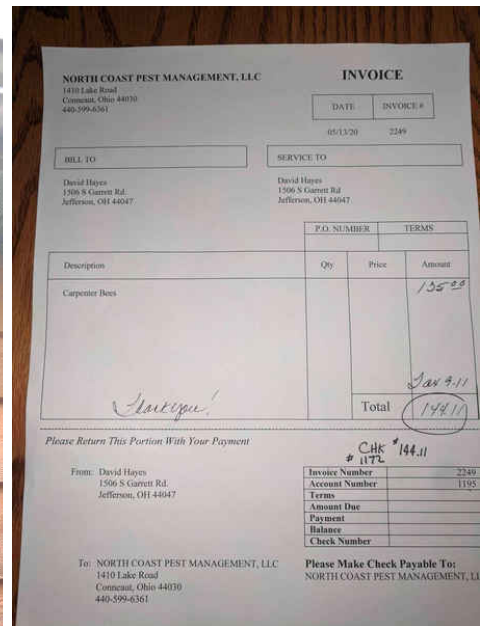 NORTH COAST PEST MANAGEMENT, LLC
1410 Lake Road
Conneaut, Ohio 44030
440-599-6361
INVOICE
DATE INVOICE #
05/13/20 2249
BILL TO
SERVICE TO
David Hayes
1506 S Garrett Rd.
Jefferson, OH 44047
David Hayes
1506 S Garrett Rd
Jefferson, OH 44047
P.O. NUMBER TERMS
Description Qty Price Amount
Carpenter Bees 135.00
Tax 9.11
Thank you!
Total 144.11
Please Return This Portion With Your Payment
CHK $144.11
# 1172
From: David Hayes
1506 S Garrett Rd
Jefferson, OH 44047
Invoice Number 2249
Account Number 1195
Terms
Amount Due
Payment
Balance
Check Number
To: NORTH COAST PEST MANAGEMENT, LLC
1410 Lake Road
Conneaut, Ohio 44030
440-599-6361
Please Make Check Payable To:
NORTH COAST PEST MANAGEMENT, LL